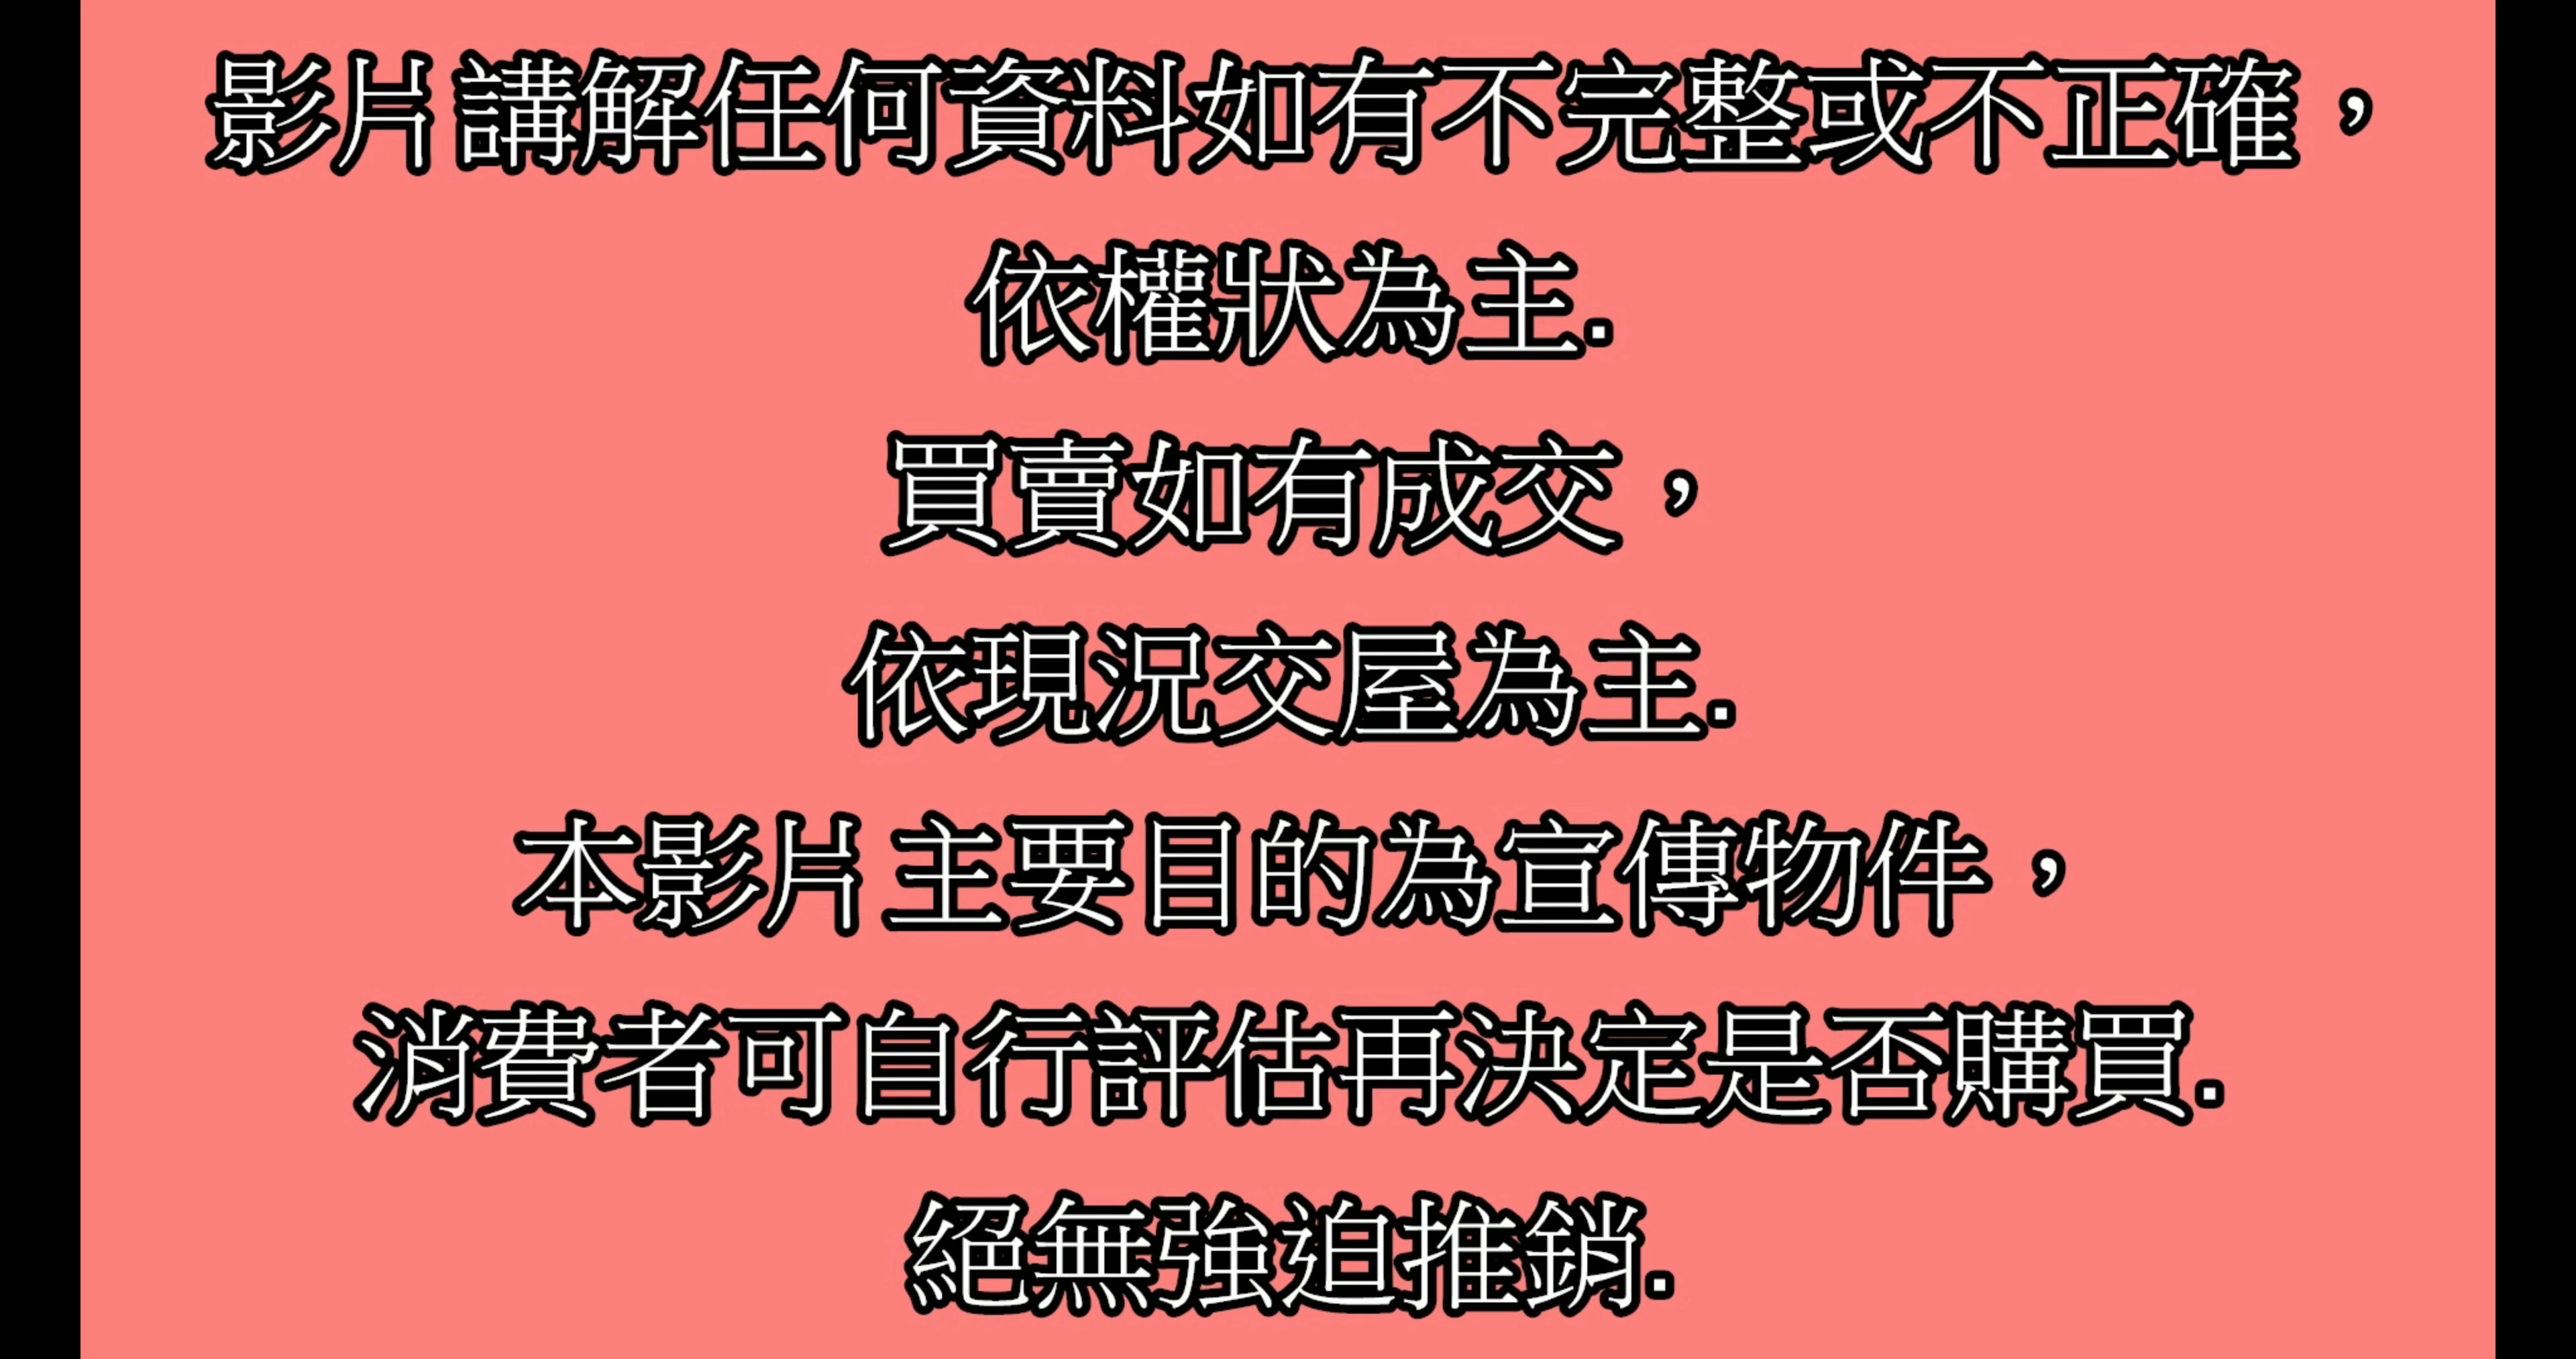 影片講解任何資料如有不完整或不正確，
依權狀為主.
買賣如有成交，
依現況交屋為主.
本影片主要目的為宣傳物件，
消費者可自行評估再決定是否購買.
絕無強迫推銷.